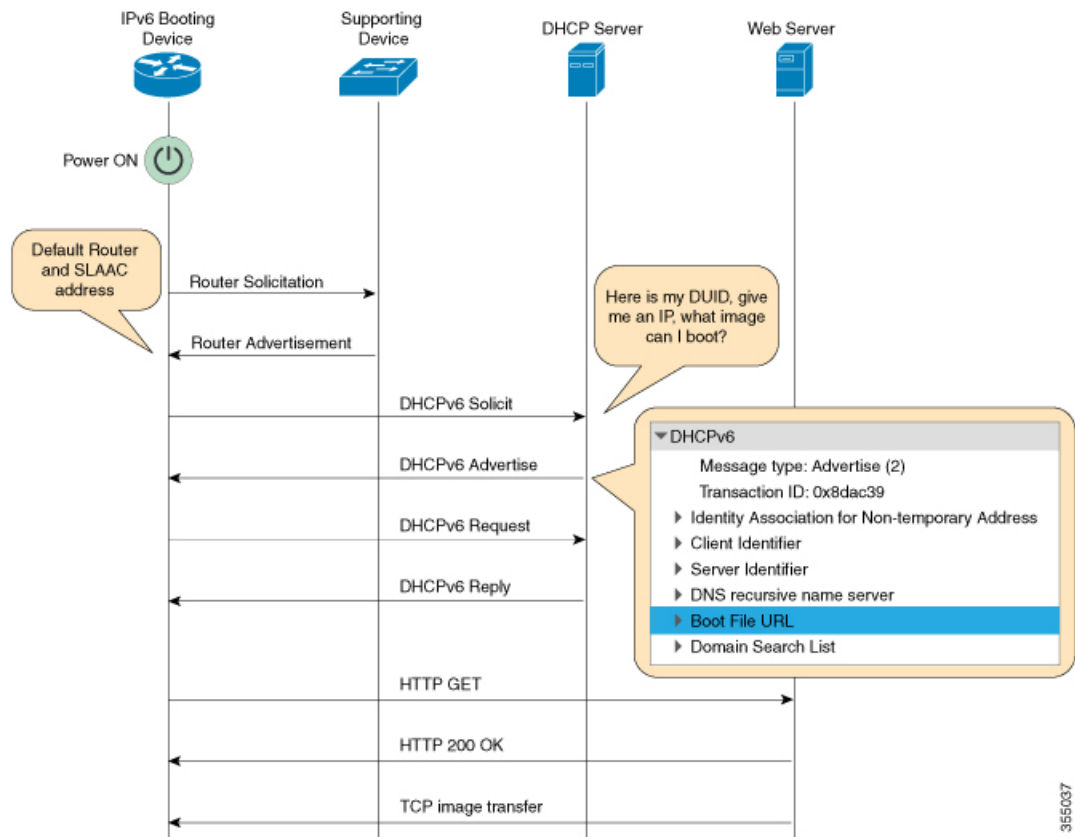 IPv6 Booting
Device
Supporting
Device
DHCP Server
Web Server
Power ON
Default Router
and SLAAC
address
Router Solicitation
Here is my DUID, give
me an IP, what image
can I boot?
Router Advertisement
DHCPv6 Solicit
DHCPv6
Message type: Advertise (2)
Transaction ID: 0x8dac39
Identity Association for Non-temporary Address
Client Identifier
Server Identifier
DNS recursive name server
Boot File URL
Domain Search List
DHCPv6 Advertise
DHCPv6 Request
DHCPv6 Reply
HTTP GET
HTTP 200 OK
TCP image transfer
355037